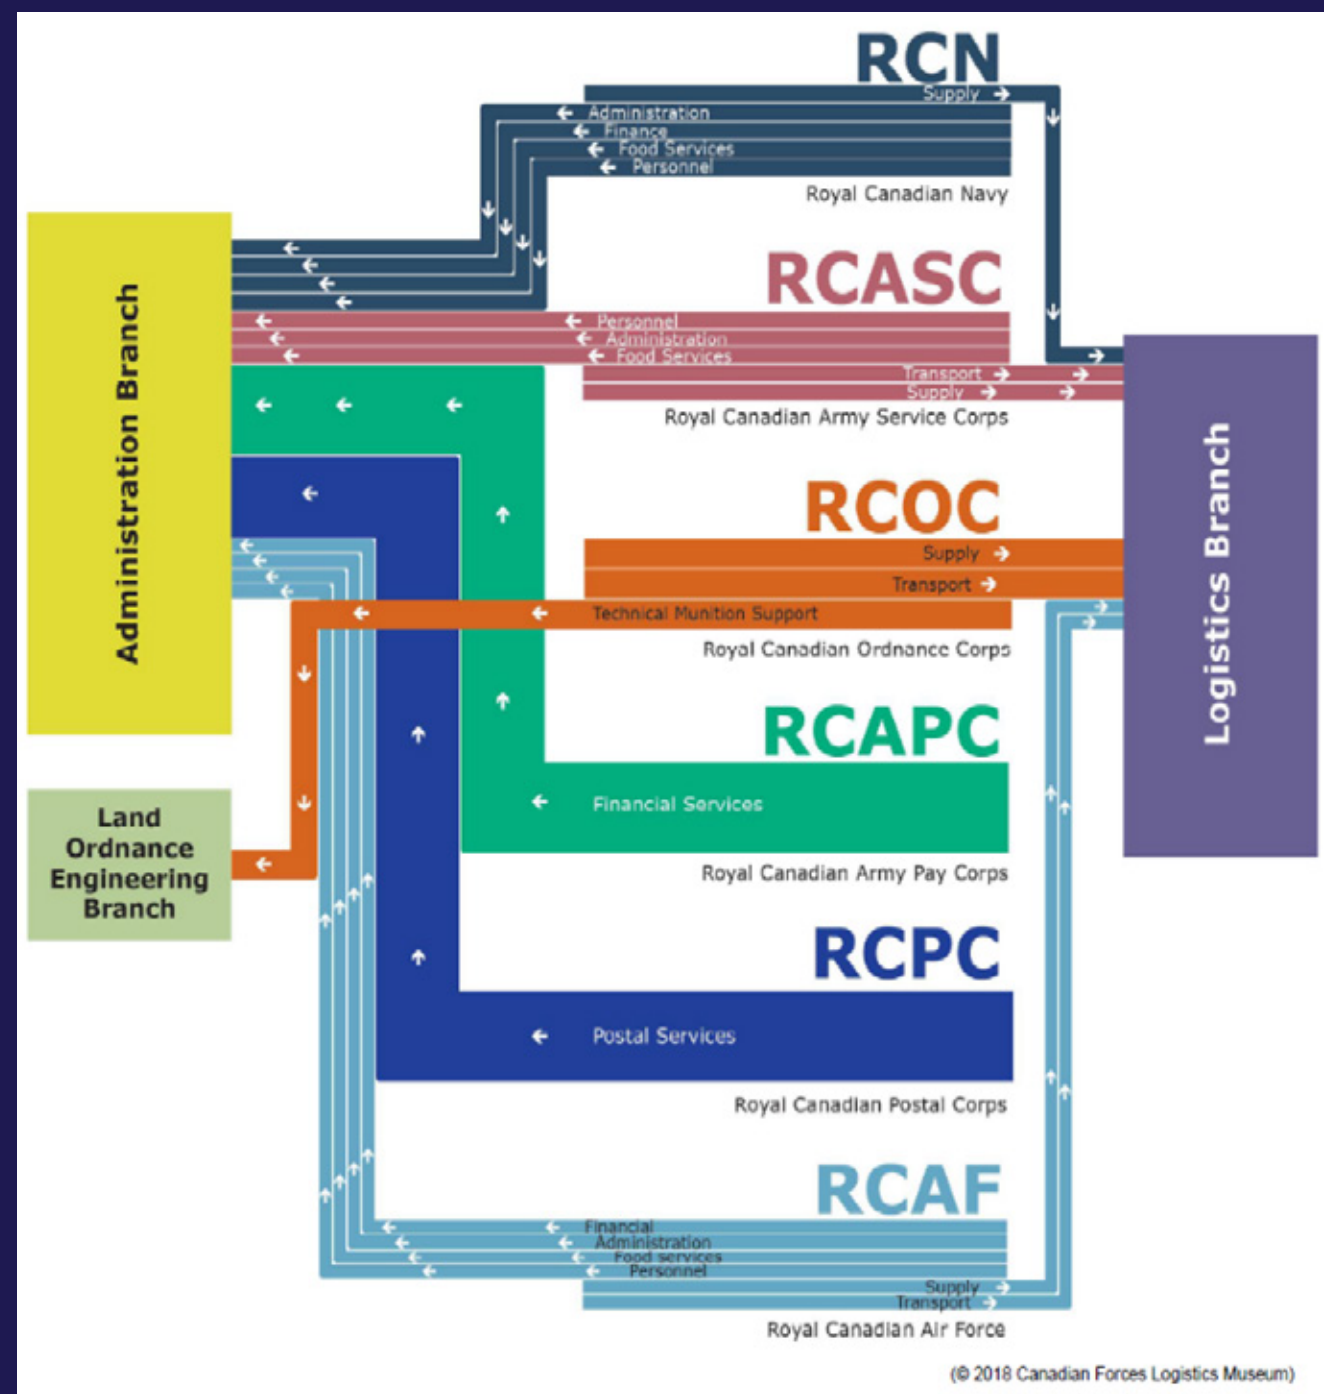 RCN
Supply
Administration
Finance
Food Services
Personnel
Royal Canadian Navy
Administration Branch
RCASC
Personnel
Administration
Food Services
Transport
Supply
Royal Canadian Army Service Corps
Logistics Branch
RCOC
Supply
Transport
Technical Munition Support
Royal Canadian Ordnance Corps
RCAPC
Financial Services
Royal Canadian Army Pay Corps
Land
Ordnance
Engineering
Branch
RCPC
Postal Services
Royal Canadian Postal Corps
RCAF
Financial
Administration
Food services
Personnel
Supply
Transport
Royal Canadian Air Force
(© 2018 Canadian Forces Logistics Museum)